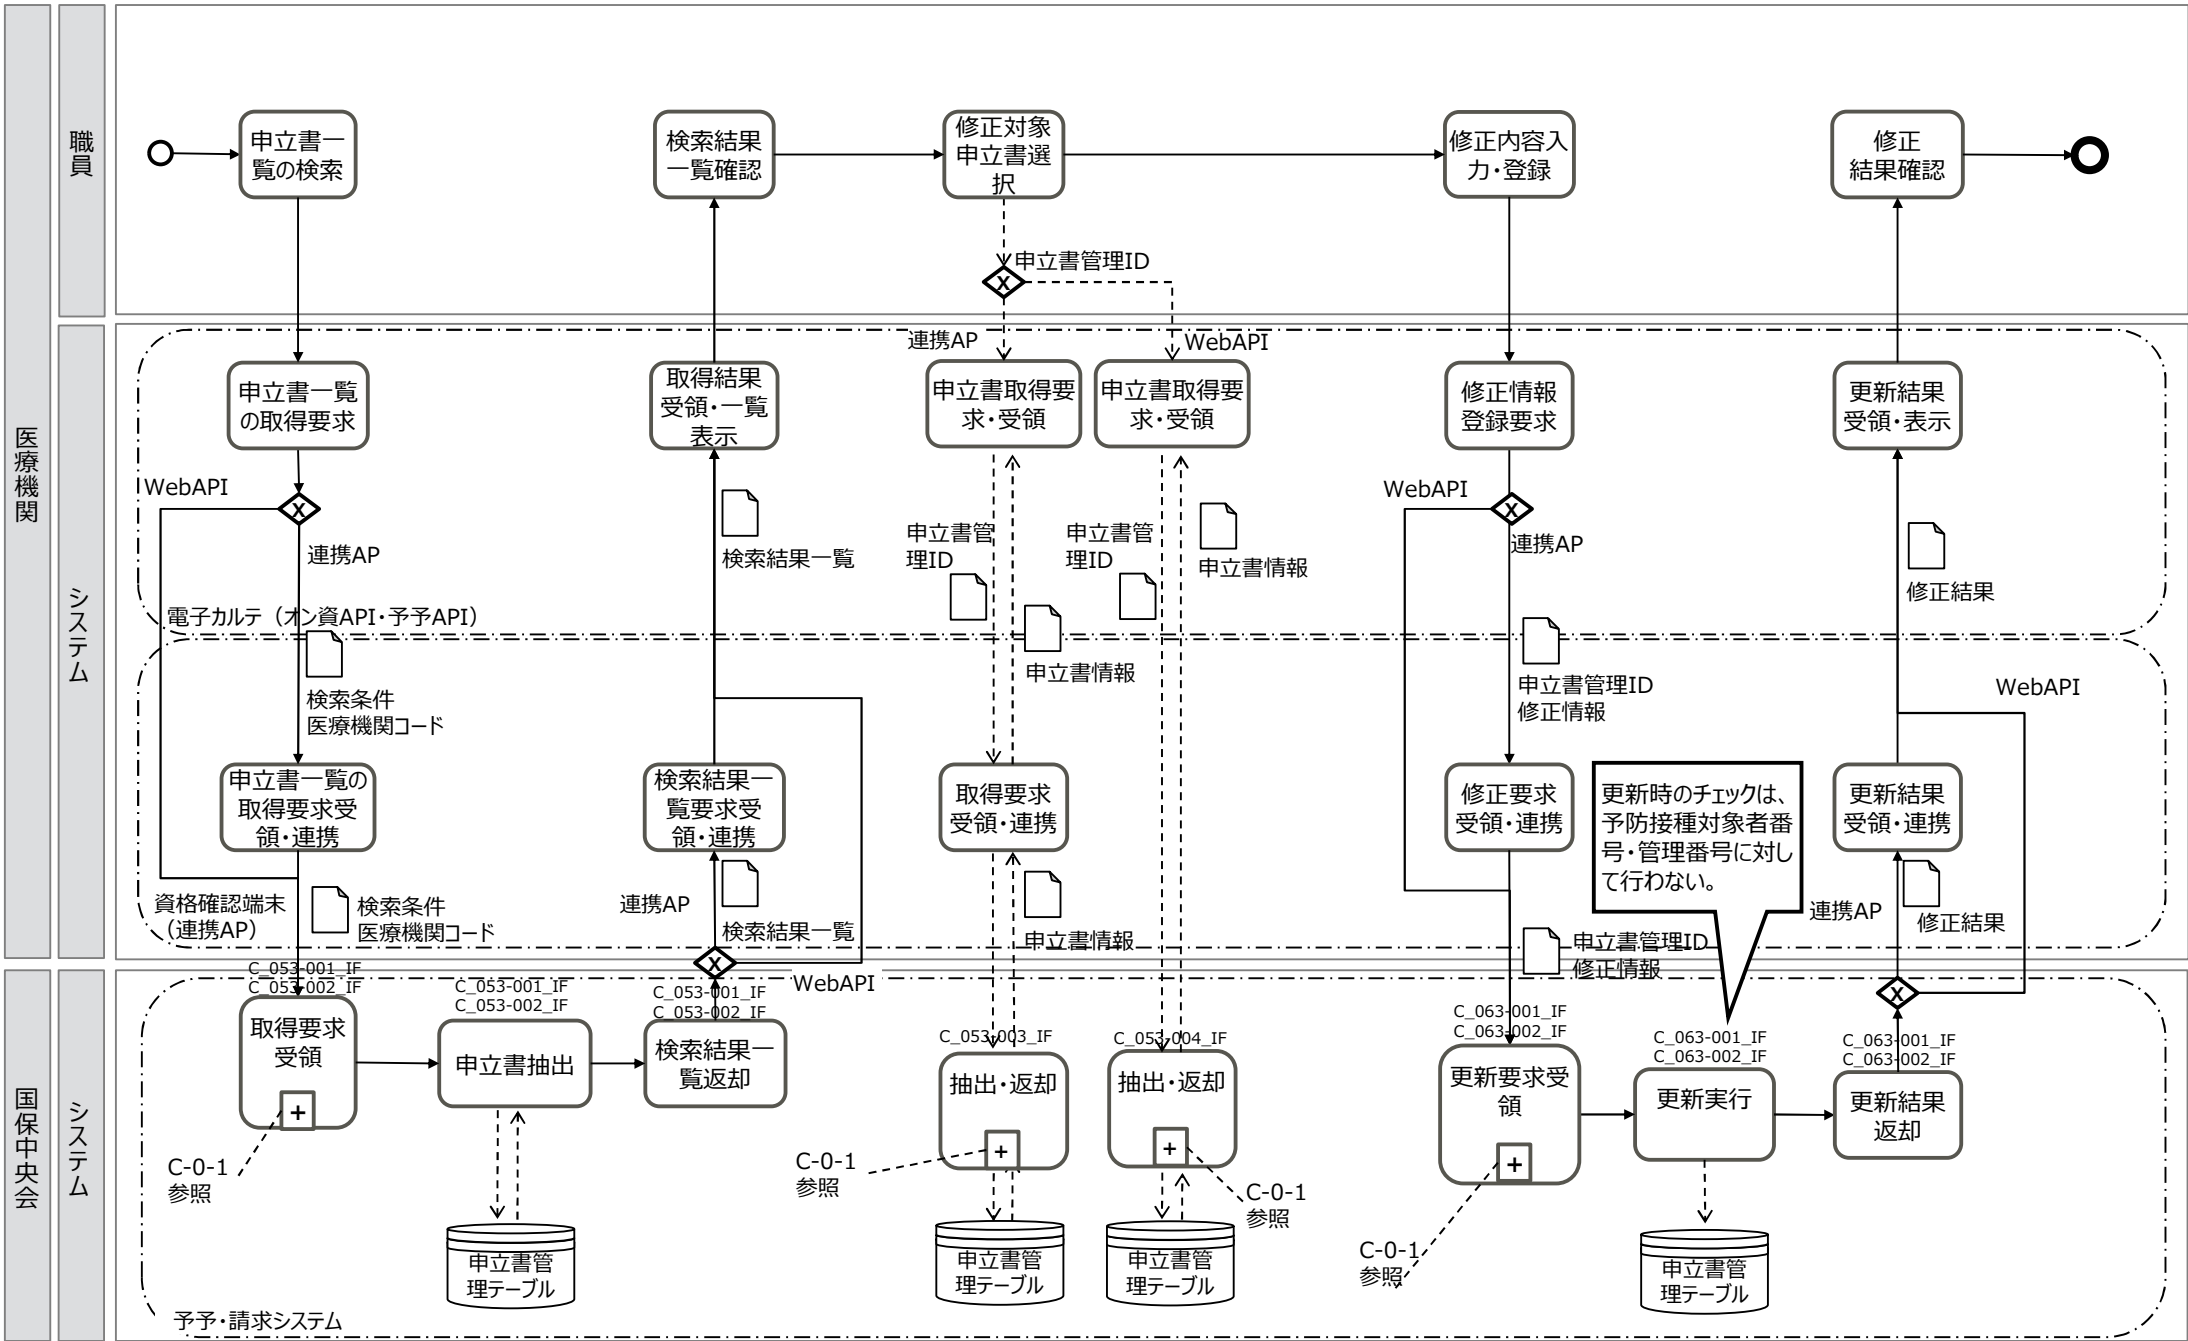 医療機関
職員
申立書一
覧の検索
検索結果
一覧確認
修正対象
申立書選
択
修正内容入
力・登録
修正
結果確認
X
申立書管理ID
システム
連携AP
WebAPI
申立書一覧
の取得要求
取得結果
受領・一覧
表示
申立書取得要
求・受領
申立書取得要
求・受領
修正情報
登録要求
更新結果
受領・表示
WebAPI
X
連携AP
検索結果一覧
申立書管
理ID
申立書情報
申立書管
理ID
申立書情報
WebAPI
X
連携AP
修正結果
電子カルテ（オン資API・予予API）
検索条件
医療機関コード
申立書管理ID
修正情報
WebAPI
申立書一覧の
取得要求受
領・連携
検索結果一
覧要求受
領・連携
取得要求
受領・連携
修正要求
受領・連携
更新時のチェックは、
予防接種対象者番
号・管理番号に対し
て行わない。
更新結果
受領・連携
資格確認端末
（連携AP）
検索条件
医療機関コード
連携AP
検索結果一覧
申立書情報
申立書管理ID
修正情報
連携AP
修正結果
国保中央会
システム
C_053-001_IF
C_053-002_IF
取得要求
受領
+
C-0-1
参照
C_053-001_IF
C_053-002_IF
申立書抽出
申立書管
理テーブル
X
WebAPI
C_053-001_IF
C_053-002_IF
検索結果一
覧返却
C_053-003_IF
抽出・返却
+
C-0-1
参照
申立書管
理テーブル
C_053-004_IF
抽出・返却
+
C-0-1
参照
申立書管
理テーブル
C_063-001_IF
C_063-002_IF
更新要求受
領
+
C-0-1
参照
C_063-001_IF
C_063-002_IF
更新実行
申立書管
理テーブル
X
C_063-001_IF
C_063-002_IF
更新結果
返却
予予・請求システム